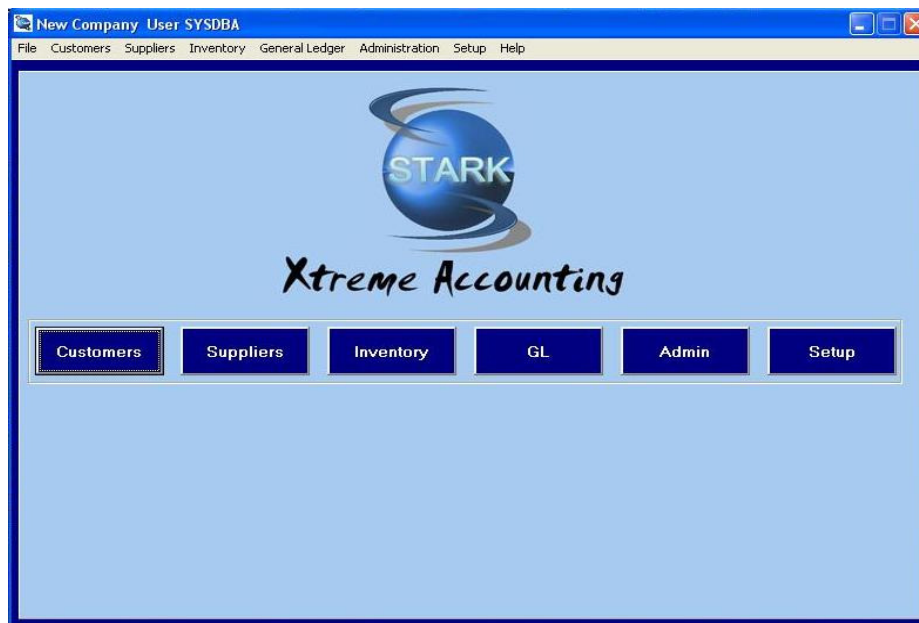 New Company User SYSDBA
File Customers Suppliers Inventory General Ledger Administration Setup Help
STARK
Xtreme Accounting
Customers Suppliers Inventory GL Admin Setup